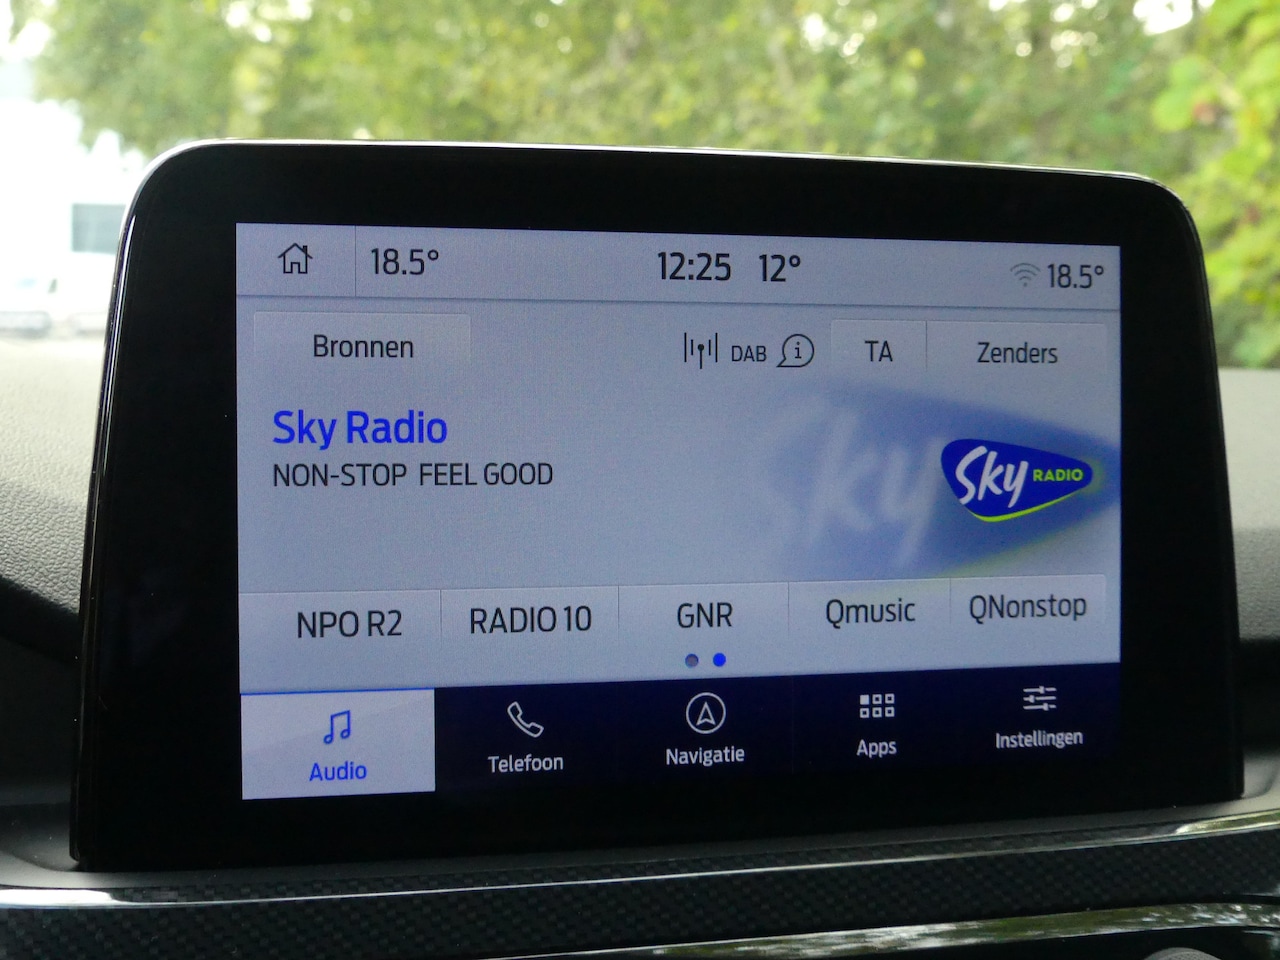 18.5° 12:25 12° 18.5°
Bronnen DAB TA Zenders
Sky Radio
NON-STOP FEEL GOOD
ky
Sky RADIO
NPO R2 RADIO 10 GNR Qmusic QNonstop
Audio Telefoon Navigatie Apps Instellingen